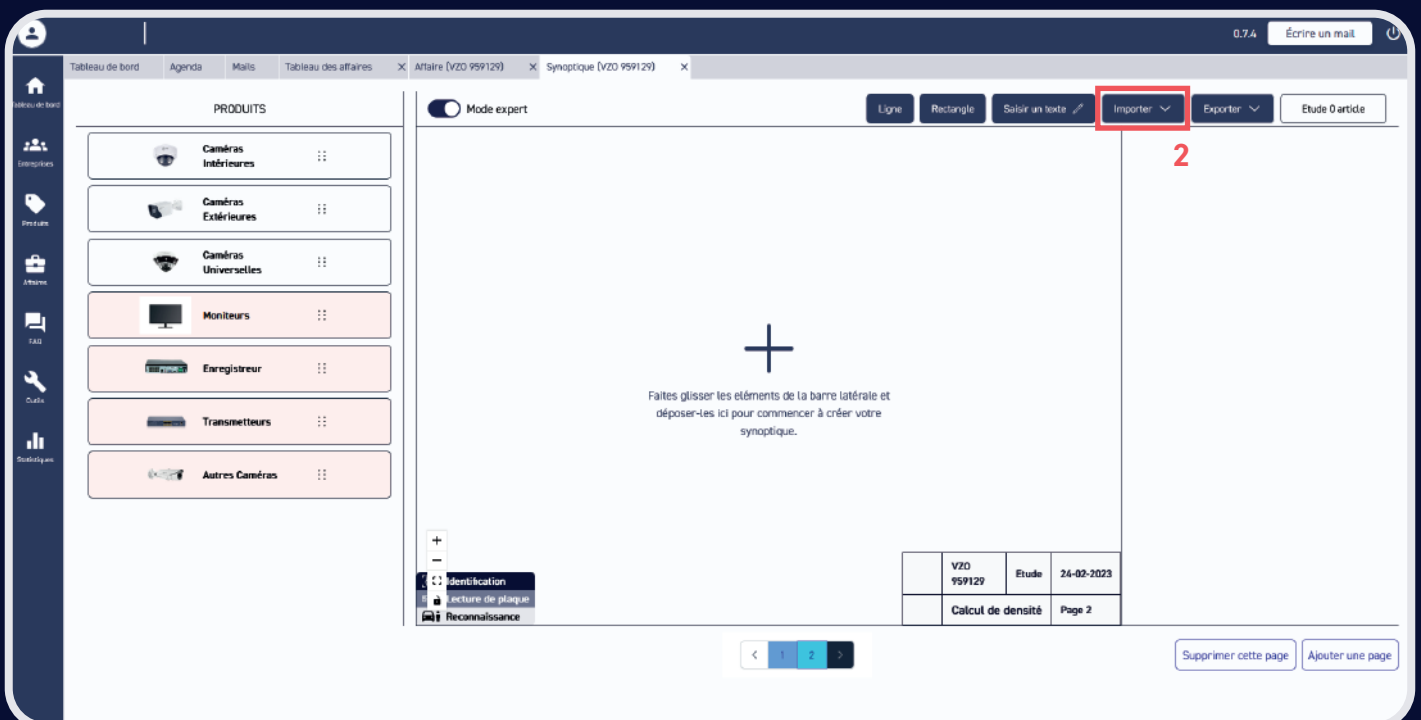 0.7.4
Écrire un mail
Tableau de bord
Agenda
Mails
Tableau des affaires
Affaire (VZO 959129)
Synoptique (VZO 959129)
Tableau de bord
Entreprises
Produits
Affaires
FAQ
Outils
Statistiques
PRODUITS
Caméras
Intérieures
Caméras
Extérieures
Caméras
Universelles
Moniteurs
Enregistreur
Transmetteurs
Autres Caméras
Mode expert
Ligne
Rectangle
Saisir un texte
Importer
Exporter
Etude 0 article
2
Faites glisser les eléments de la barre latérale et
déposer-les ici pour commencer à créer votre
synoptique.
Identification
Lecture de plaque
Reconnaissance
VZO
959129
Etude
24-02-2023
Calcul de densité
Page 2
1
2
Supprimer cette page
Ajouter une page